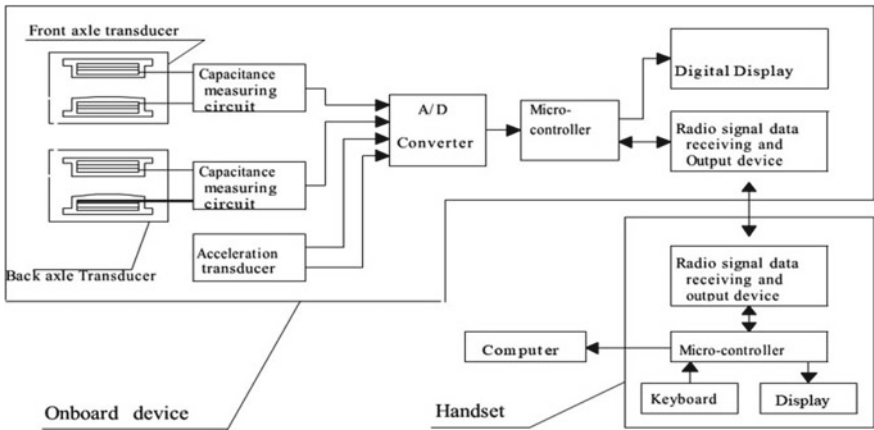 Front axle transducer
Capacitance
measuring
circuit
A/D
Converter
Micro-
controller
Digital Display
Radio signal data
receiving and
Output device
Capacitance
measuring
circuit
Acceleration
transducer
Back axle Transducer
Radio signal data
receiving and
output device
Computer
Micro-controller
Keyboard
Display
Onboard device
Handset